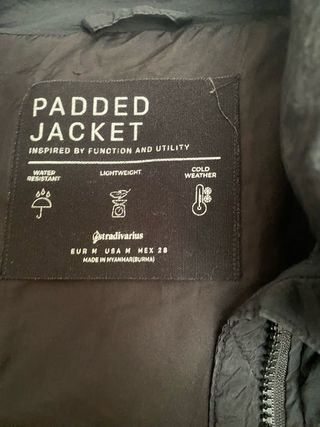 PADDED
JACKET
INSPIRED BY FUNCTION AND UTILITY
WATER
RESISTANT
LIGHTWEIGHT
COLD
WEATHER
stradivarius
EUR M USA M MEX 28
MADE IN MYANMAR(BURMA)